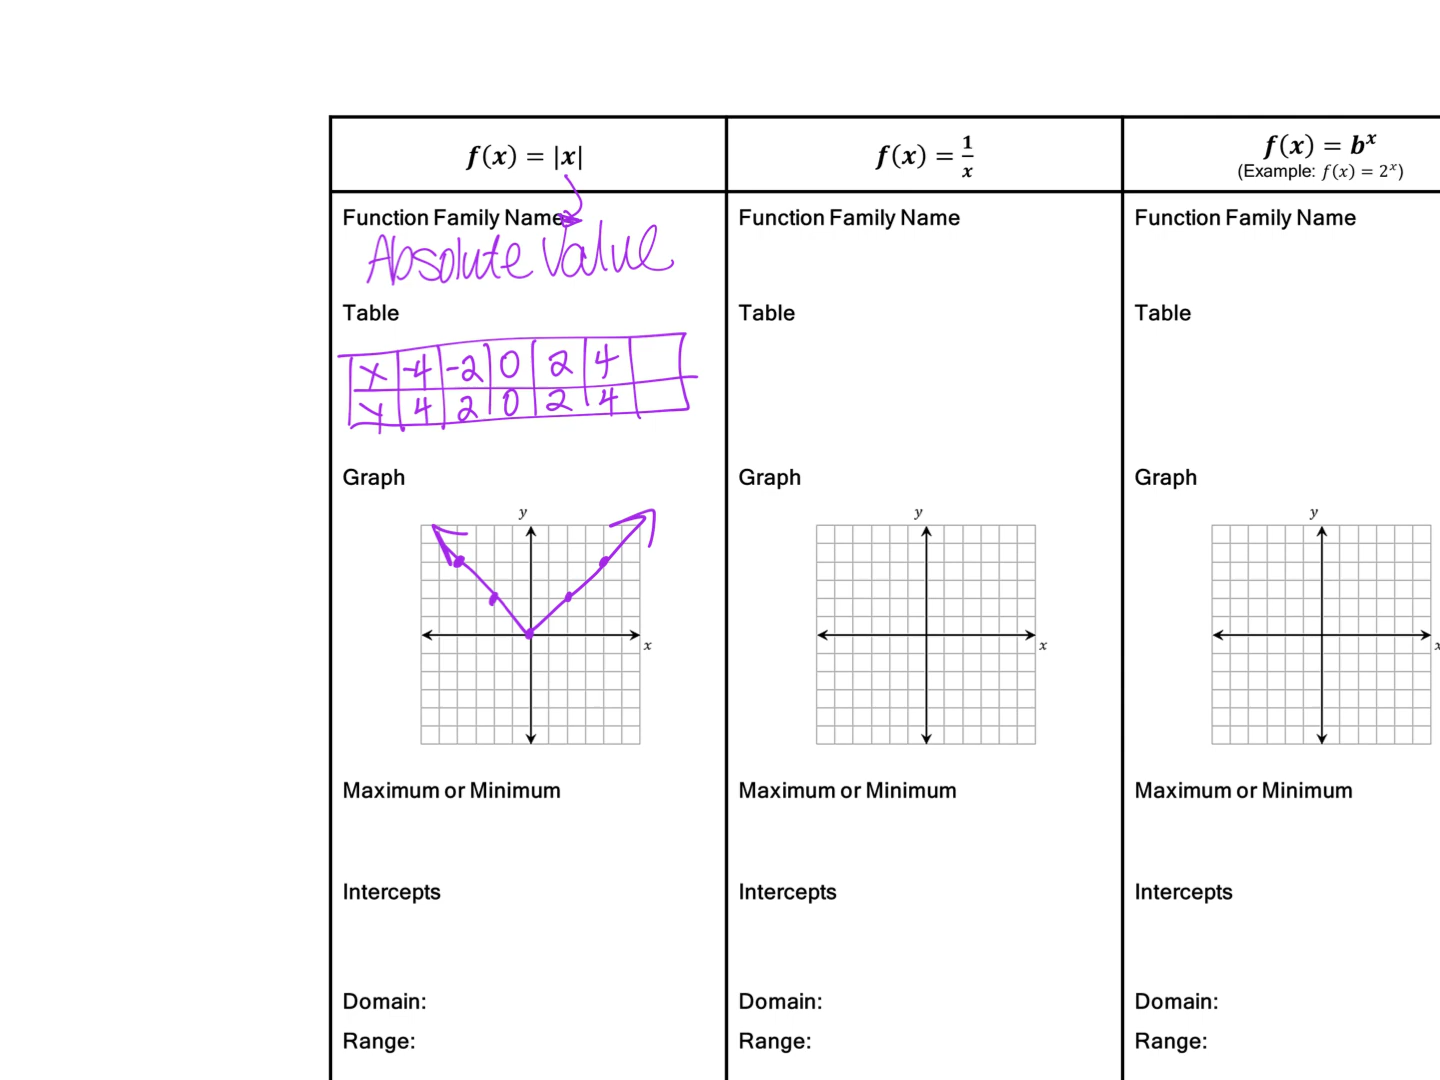 f(x) = |x|
Function Family Name
Absolute Value
Table
x -4 -2 0 2 4
y 4 2 0 2 4
Graph
y
x
Maximum or Minimum
Intercepts
Domain:
Range:
f(x) = 1/x
Function Family Name
Table
Graph
y
x
Maximum or Minimum
Intercepts
Domain:
Range:
f(x) = bˣ
(Example: f(x) = 2ˣ)
Function Family Name
Table
Graph
y
x
Maximum or Minimum
Intercepts
Domain:
Range: